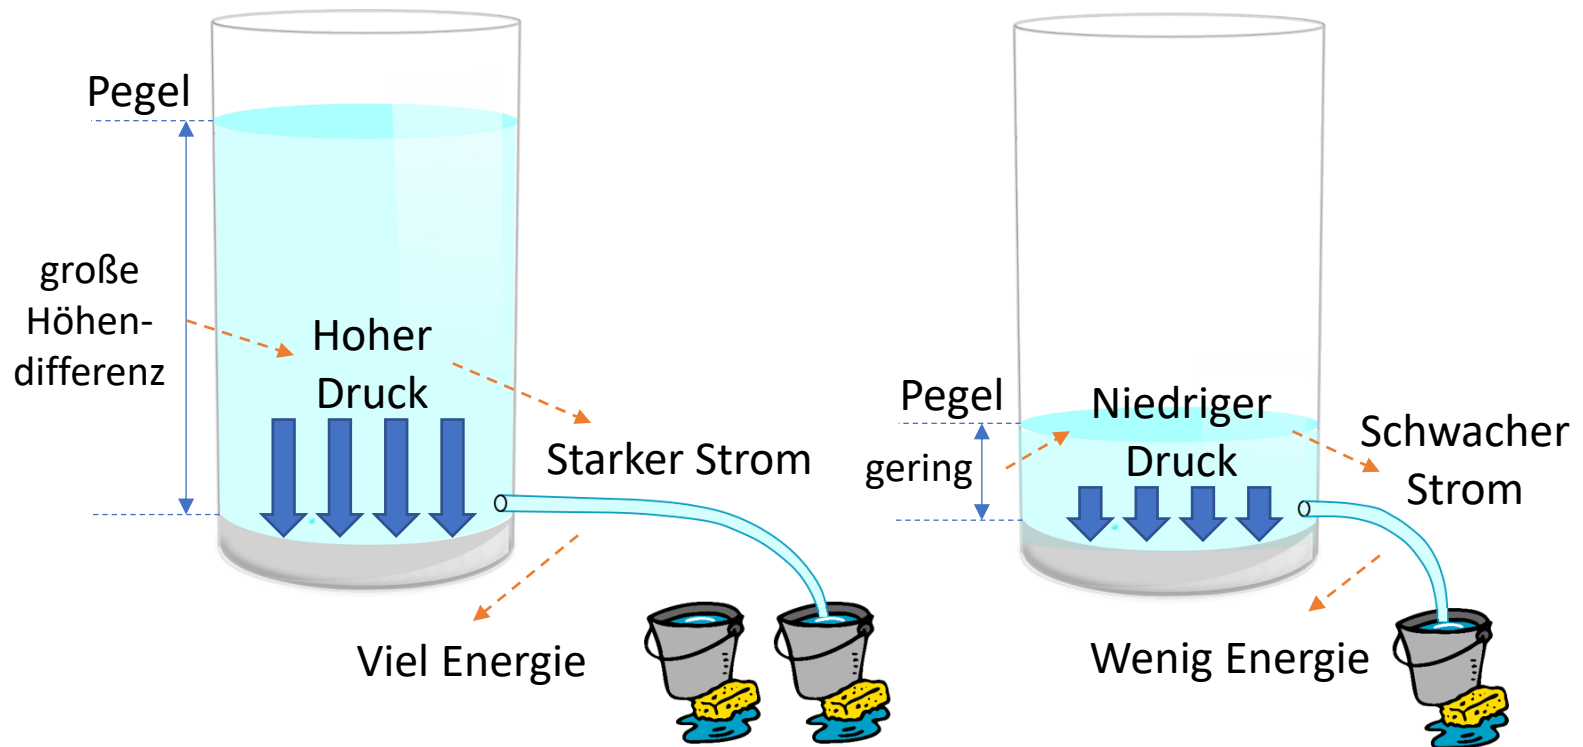 Pegel
große
Höhen-
differenz
Hoher
Druck
Starker Strom
Viel Energie
Pegel
gering
Niedriger
Druck
Schwacher
Strom
Wenig Energie